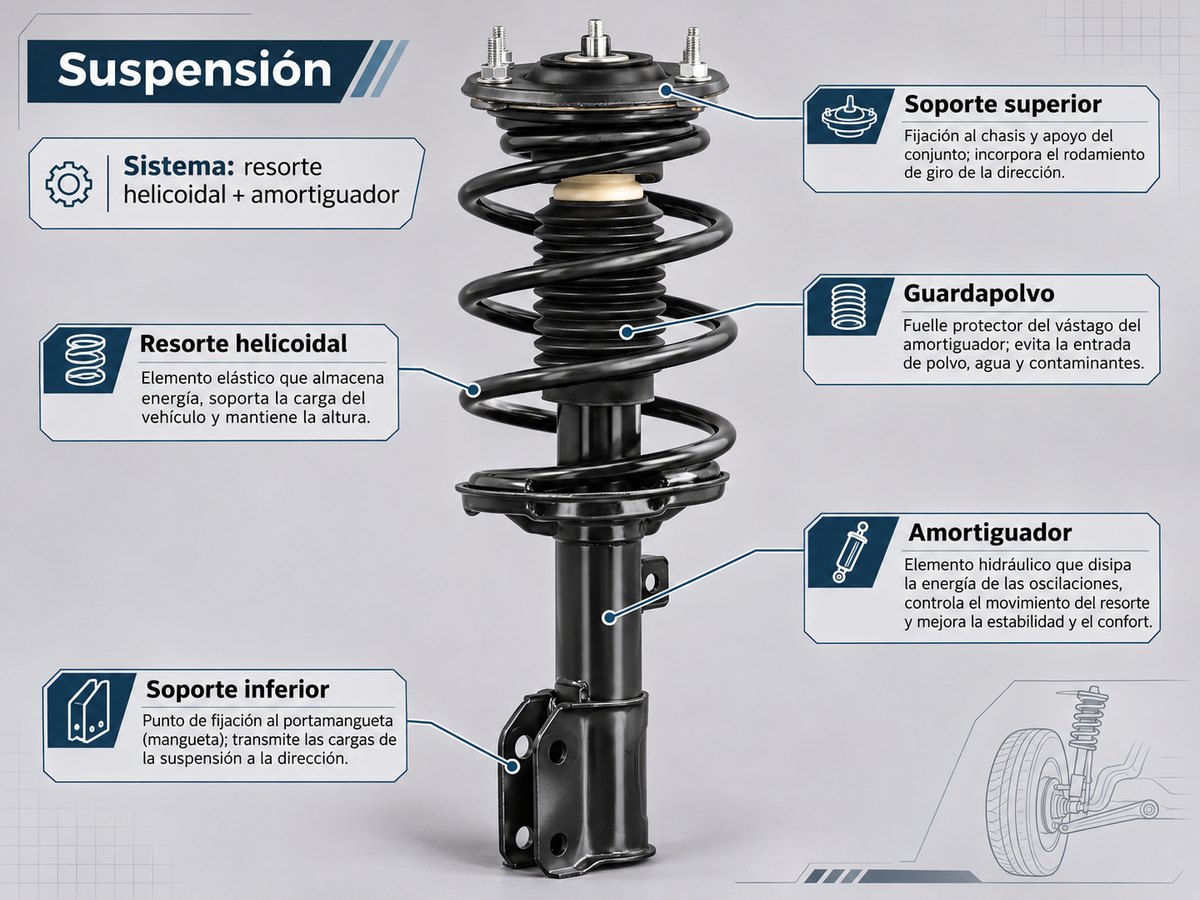 Suspensión
Sistema: resorte
helicoidal + amortiguador
Soporte superior
Fijación al chasis y apoyo del
conjunto; incorpora el rodamiento
de giro de la dirección.
Guardapolvo
Fuelle protector del vástago del
amortiguador; evita la entrada
de polvo, agua y contaminantes.
Resorte helicoidal
Elemento elástico que almacena
energía, soporta la carga del
vehículo y mantiene la altura.
Amortiguador
Elemento hidráulico que disipa
la energía de las oscilaciones,
controla el movimiento del resorte
y mejora la estabilidad y el confort.
Soporte inferior
Punto de fijación al portamangueta
(mangueta); transmite las cargas de
la suspensión a la dirección.